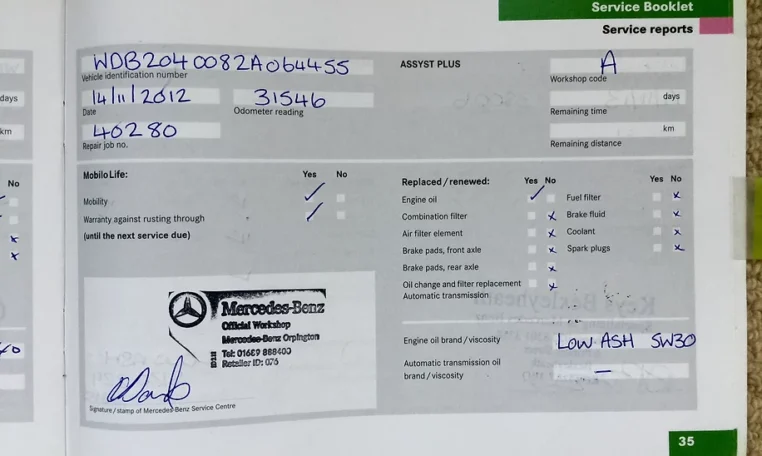 Service Booklet
Service reports
WDB2040082A064455
Vehicle identification number
ASSYST PLUS
A
Workshop code
days
14/11/2012
Date
31546
Odometer reading
days
Remaining time
km
40280
Repair job no.
km
Remaining distance
No
MobiloLife:
Yes No
Mobility
Warranty against rusting through
(until the next service due)
Replaced / renewed:
Yes No
Yes No
Engine oil
Fuel filter
Combination filter
Brake fluid
Air filter element
Coolant
Brake pads, front axle
Spark plugs
Brake pads, rear axle
Oil change and filter replacement
Automatic transmission
Mercedes-Benz
Official Workshop
Mercedes-Benz Orpington
Tel: 01689 888400
Retailer ID: 076
Signature / stamp of Mercedes-Benz Service Centre
Engine oil brand / viscosity
LOW ASH 5W30
Automatic transmission oil
brand / viscosity
—
35